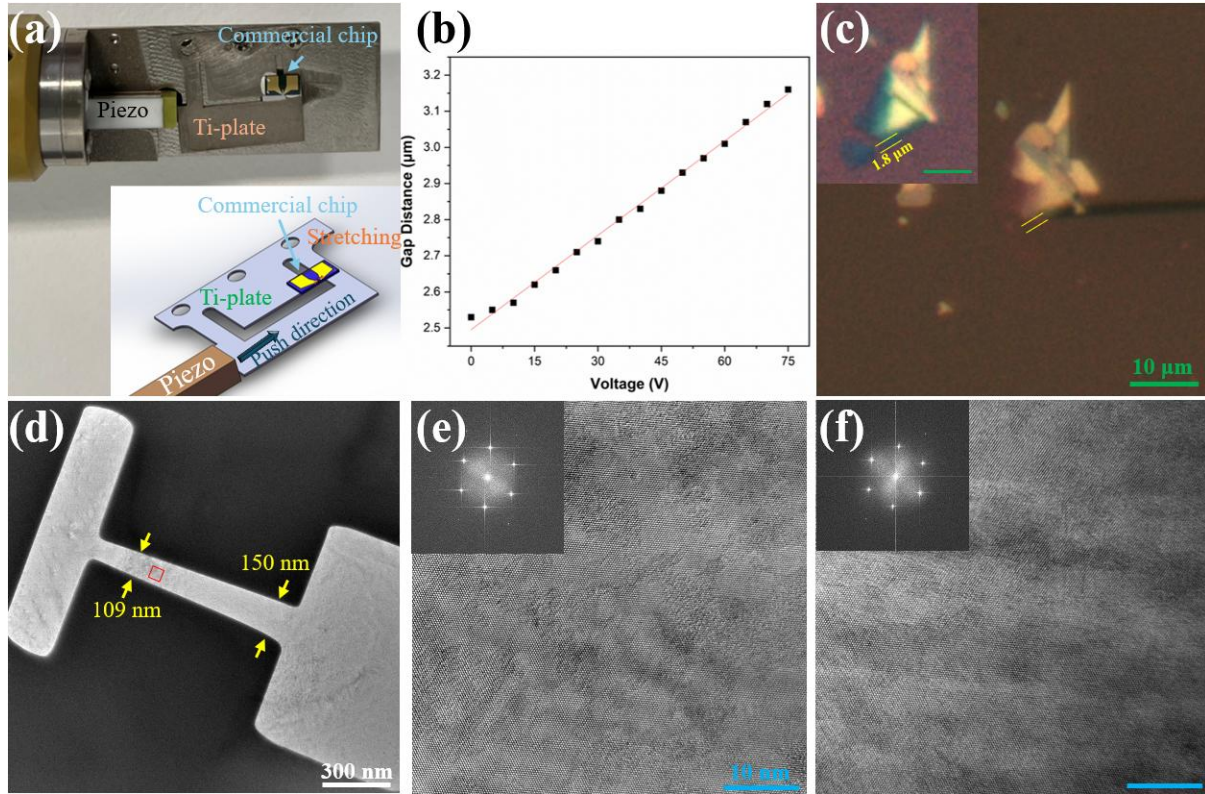 (a)
Commercial chip
Piezo
Ti-plate
Commercial chip
Stretching
Ti-plate
Push direction
Piezo
(b)
Gap Distance (µm)
3.2
3.1
3.0
2.9
2.8
2.7
2.6
2.5
0 15 30 45 60 75
Voltage (V)
(c)
1.8 µm
10 µm
(d)
150 nm
109 nm
300 nm
(e)
10 nm
(f)